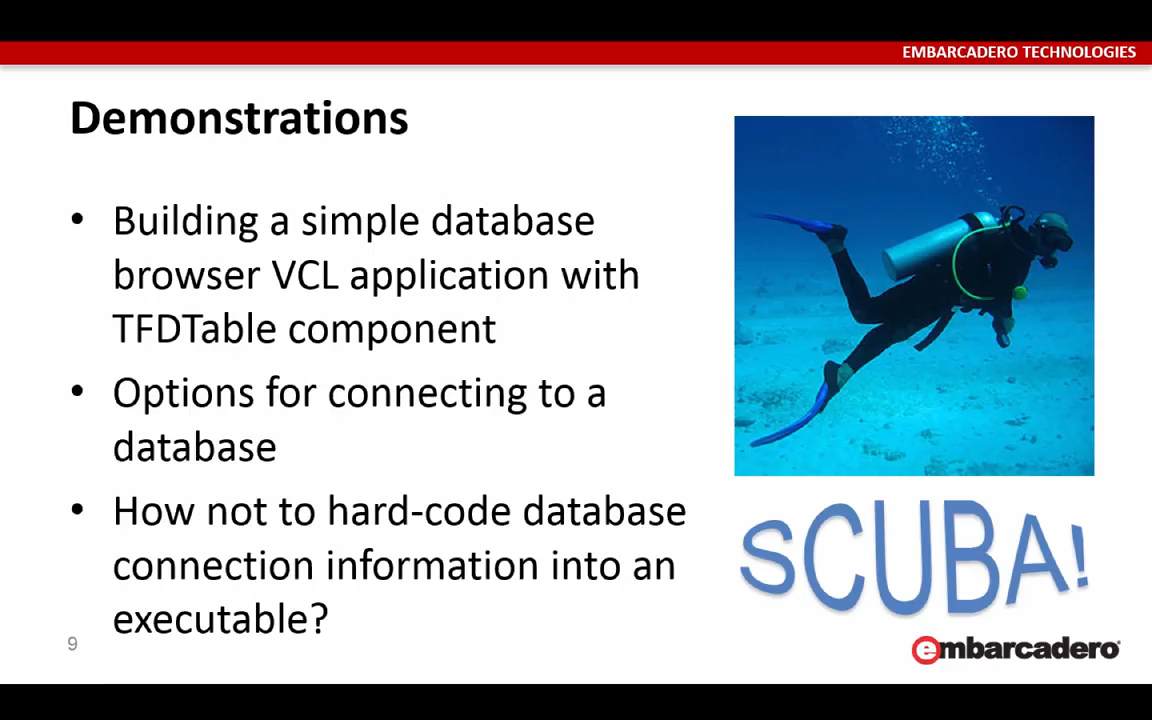 EMBARCADERO TECHNOLOGIES
Demonstrations
• Building a simple database
browser VCL application with
TFDTable component
• Options for connecting to a
database
• How not to hard-code database
connection information into an
executable?
SCUBA!
9
embarcadero